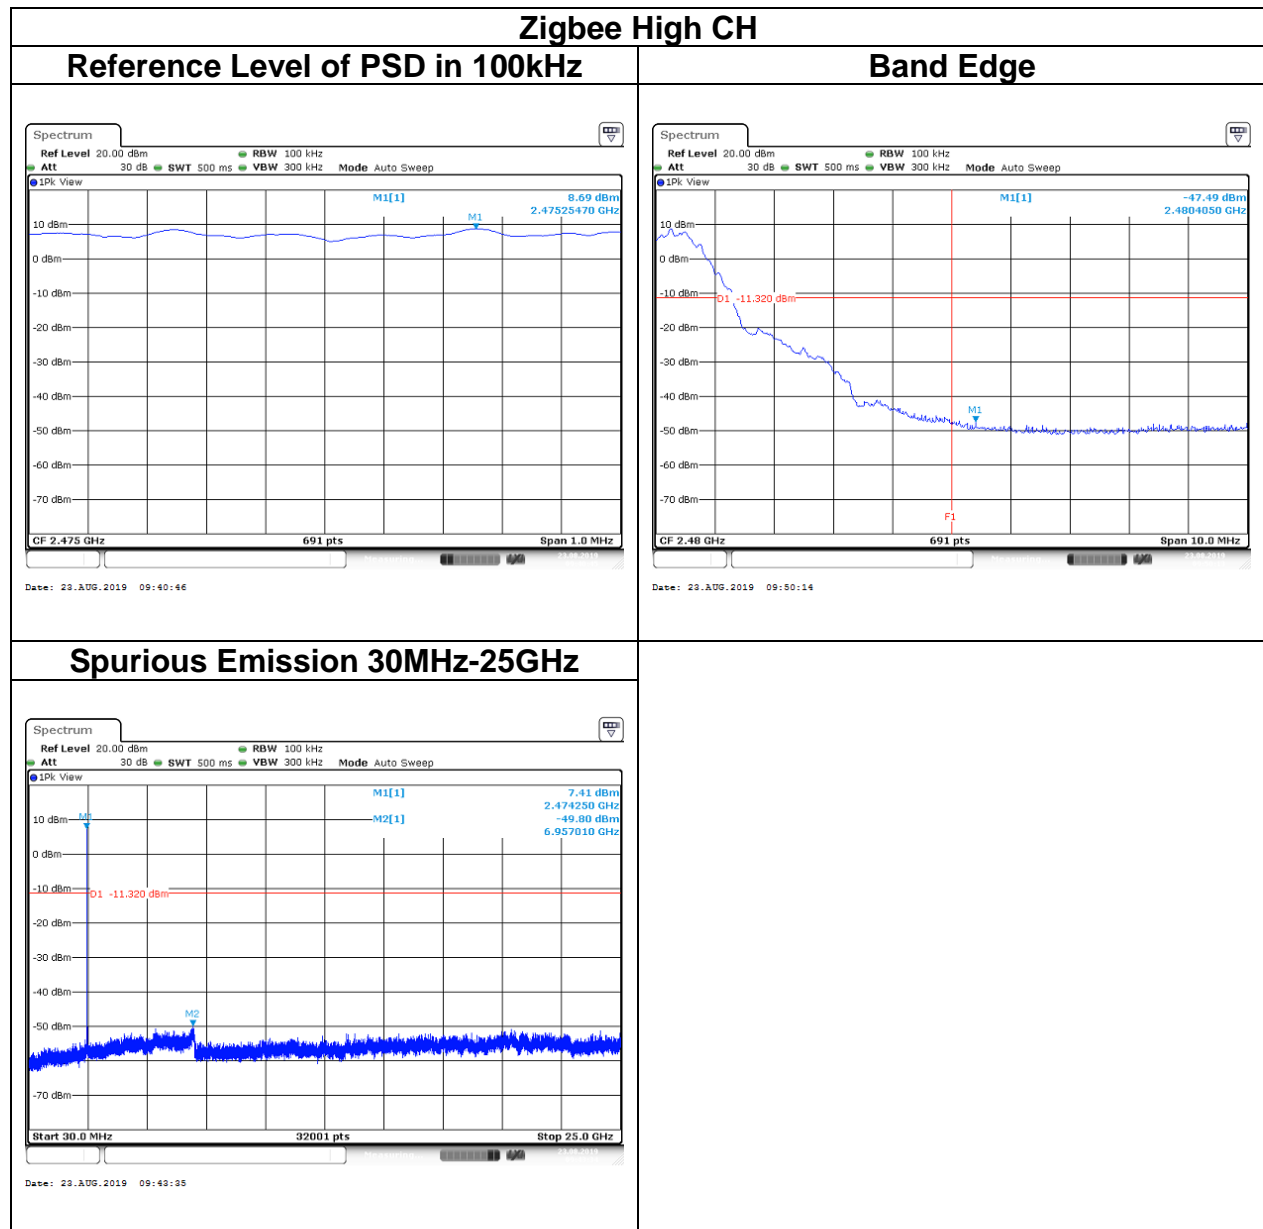 Zigbee High CH
Reference Level of PSD in 100kHz
Band Edge
Spectrum
Ref Level 20.00 dBm RBW 100 kHz
Att 30 dB SWT 500 ms VBW 300 kHz Mode Auto Sweep
1Pk View
M1[1] 8.69 dBm
2.47525470 GHz
M1
10 dBm
0 dBm
-10 dBm
-20 dBm
-30 dBm
-40 dBm
-50 dBm
-60 dBm
-70 dBm
CF 2.475 GHz 691 pts Span 1.0 MHz
Date: 23.AUG.2019 09:40:46
Spectrum
Ref Level 20.00 dBm RBW 100 kHz
Att 30 dB SWT 500 ms VBW 300 kHz Mode Auto Sweep
1Pk View
M1[1] -47.49 dBm
2.4804050 GHz
10 dBm
0 dBm
-10 dBm
D1 -11.320 dBm
-20 dBm
-30 dBm
-40 dBm
M1
-50 dBm
-60 dBm
-70 dBm
F1
CF 2.48 GHz 691 pts Span 10.0 MHz
Date: 23.AUG.2019 09:50:14
Spurious Emission 30MHz-25GHz
Spectrum
Ref Level 20.00 dBm RBW 100 kHz
Att 30 dB SWT 500 ms VBW 300 kHz Mode Auto Sweep
1Pk View
M1[1] 7.41 dBm
2.474250 GHz
M2[1] -49.80 dBm
6.957010 GHz
10 dBm
M1
0 dBm
-10 dBm
D1 -11.320 dBm
-20 dBm
-30 dBm
-40 dBm
M2
-50 dBm
-70 dBm
Start 30.0 MHz 32001 pts Stop 25.0 GHz
Date: 23.AUG.2019 09:43:35